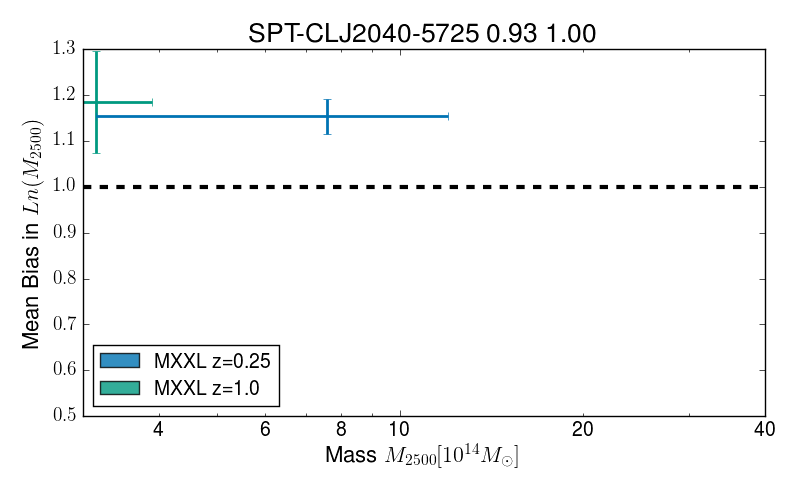 SPT-CLJ2040-5725 0.93 1.00
1.3
1.2
1.1
1.0
0.9
0.8
0.7
0.6
0.5
Mean Bias in Ln(M₂₅₀₀)
MXXL z=0.25
MXXL z=1.0
4 6 8 10 20 40
Mass M₂₅₀₀[10¹⁴M☉]